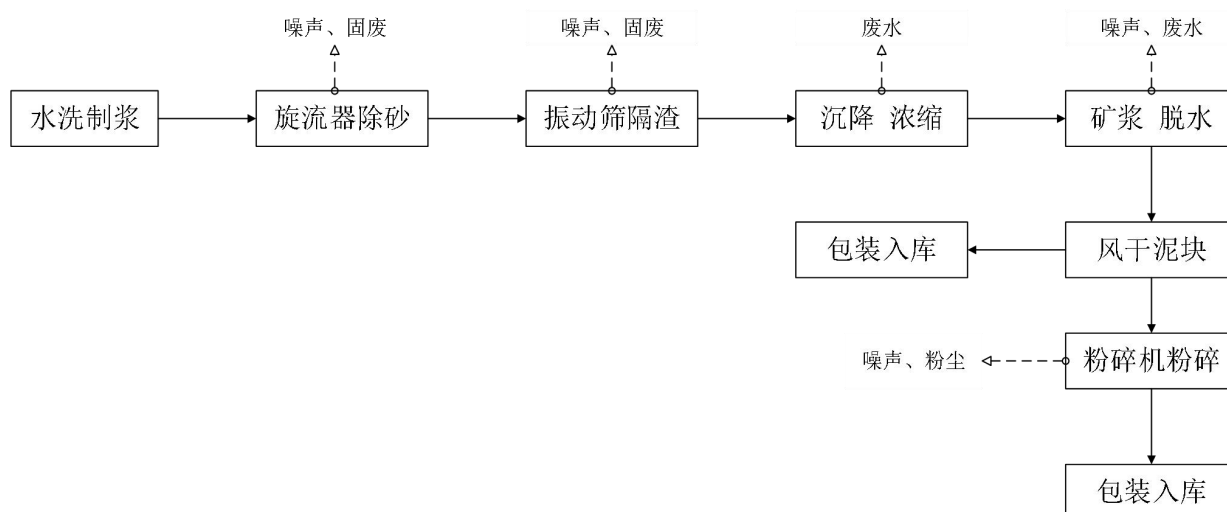 噪声、固废
噪声、固废
废水
噪声、废水
水洗制浆
旋流器除砂
振动筛隔渣
沉降 浓缩
矿浆 脱水
包装入库
风干泥块
噪声、粉尘
粉碎机粉碎
包装入库